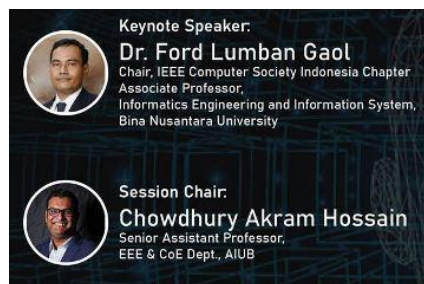 Keynote Speaker:
Dr. Ford Lumban Gaol
Chair, IEEE Computer Society Indonesia Chapter
Associate Professor,
Informatics Engineering and Information System,
Bina Nusantara University
Session Chair:
Chowdhury Akram Hossain
Senior Assistant Professor,
EEE & CoE Dept., AIUB